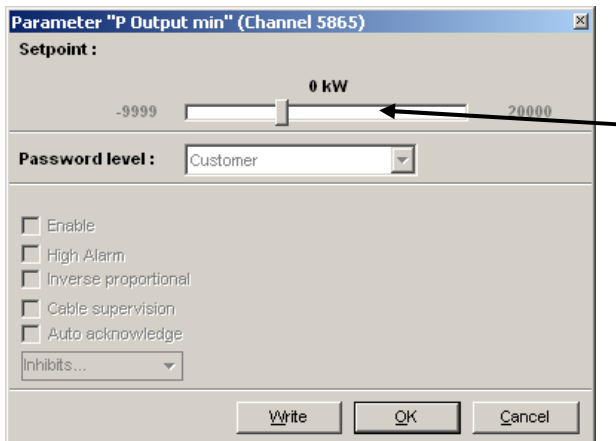 Parameter "P Output min" (Channel 5865)
Setpoint :
0 kW
-9999 20000
Password level : Customer
Enable
High Alarm
Inverse proportional
Cable supervision
Auto acknowledge
Inhibits...
Write OK Cancel